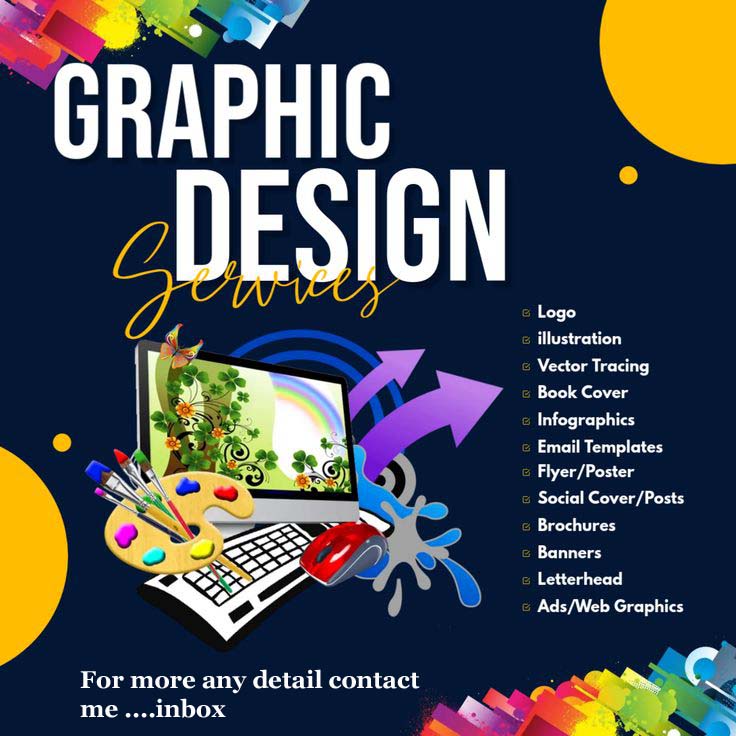 GRAPHIC
DESIGN
Services
Logo
illustration
Vector Tracing
Book Cover
Infographics
Email Templates
Flyer/Poster
Social Cover/Posts
Brochures
Banners
Letterhead
Ads/Web Graphics
For more any detail contact
me ....inbox